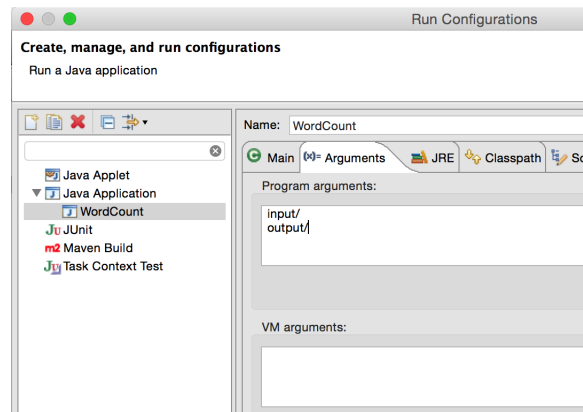 Run Configurations
Create, manage, and run configurations
Run a Java application
Name: WordCount
Main (x)= Arguments JRE Classpath
Java Applet
Java Application
WordCount
JUnit
m2 Maven Build
Task Context Test
Program arguments:
input/
output/
VM arguments: